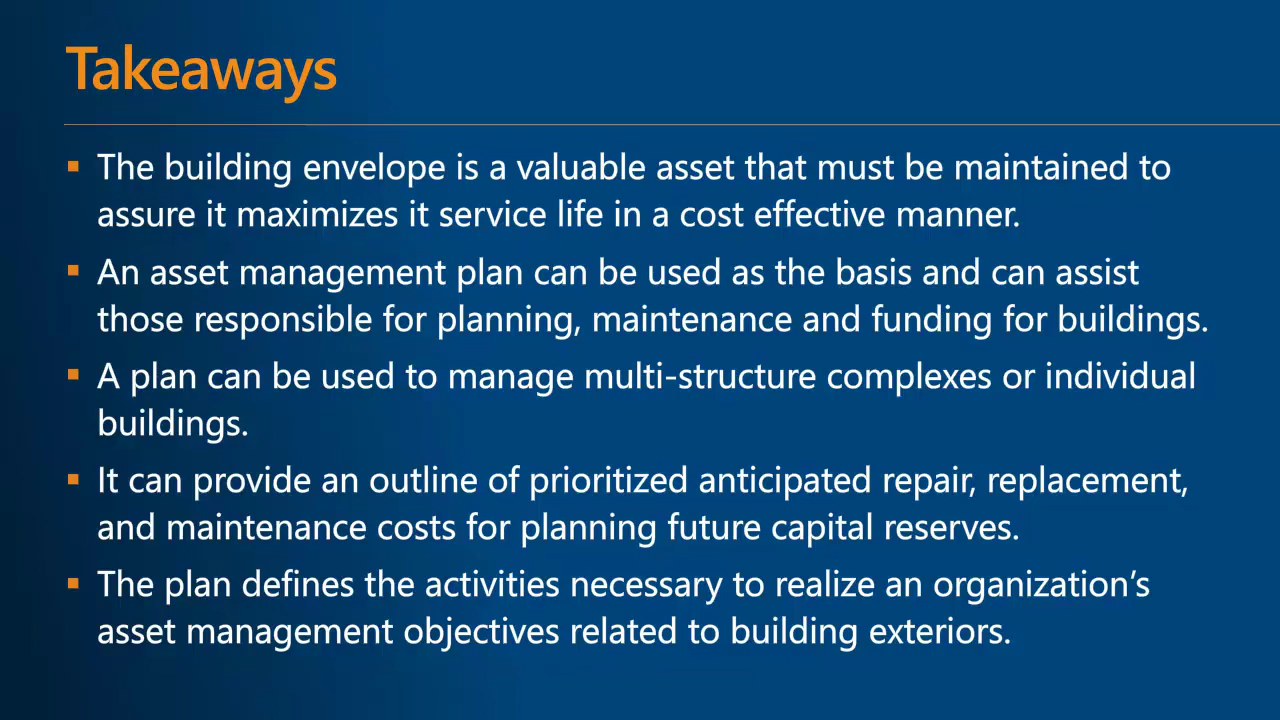 Takeaways
The building envelope is a valuable asset that must be maintained to
assure it maximizes it service life in a cost effective manner.
An asset management plan can be used as the basis and can assist
those responsible for planning, maintenance and funding for buildings.
A plan can be used to manage multi-structure complexes or individual
buildings.
It can provide an outline of prioritized anticipated repair, replacement,
and maintenance costs for planning future capital reserves.
The plan defines the activities necessary to realize an organization’s
asset management objectives related to building exteriors.